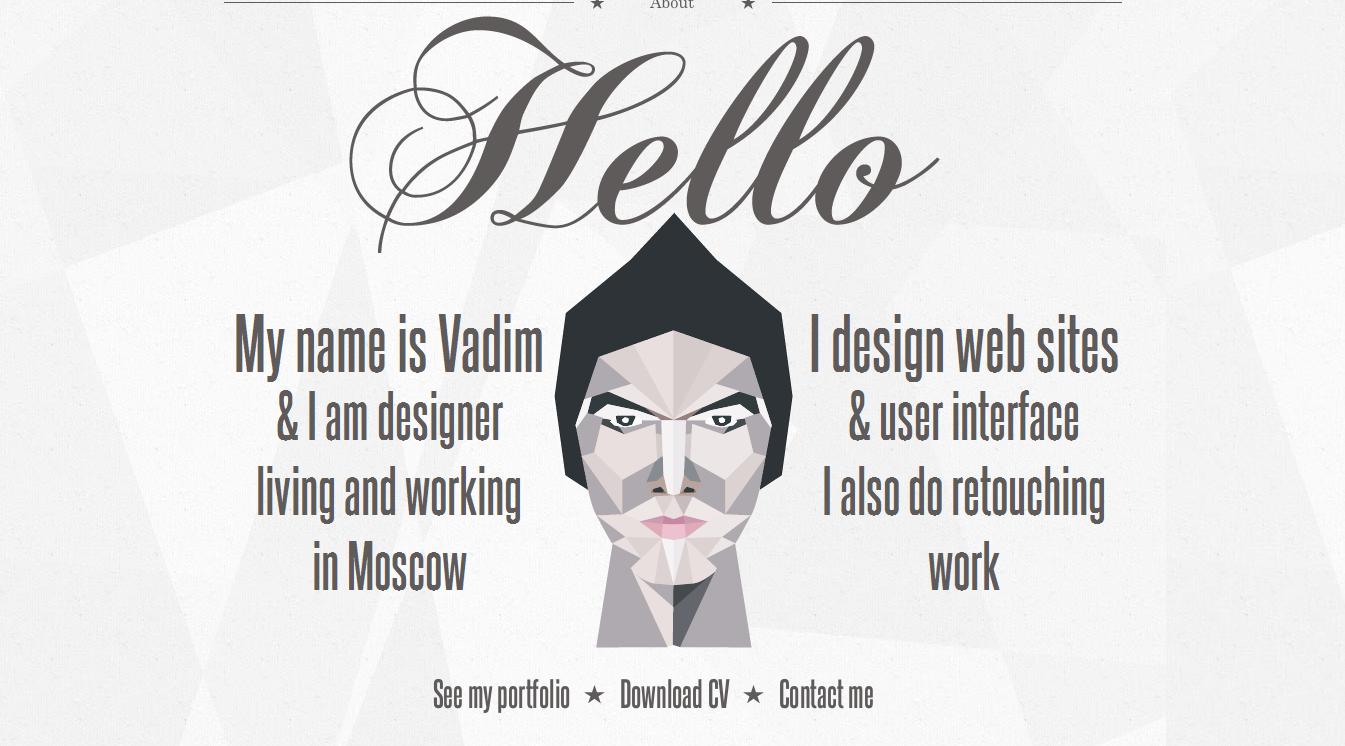 About
Hello
My name is Vadim
& I am designer
living and working
in Moscow
I design web sites
& user interface
I also do retouching
work
See my portfolio ★ Download CV ★ Contact me